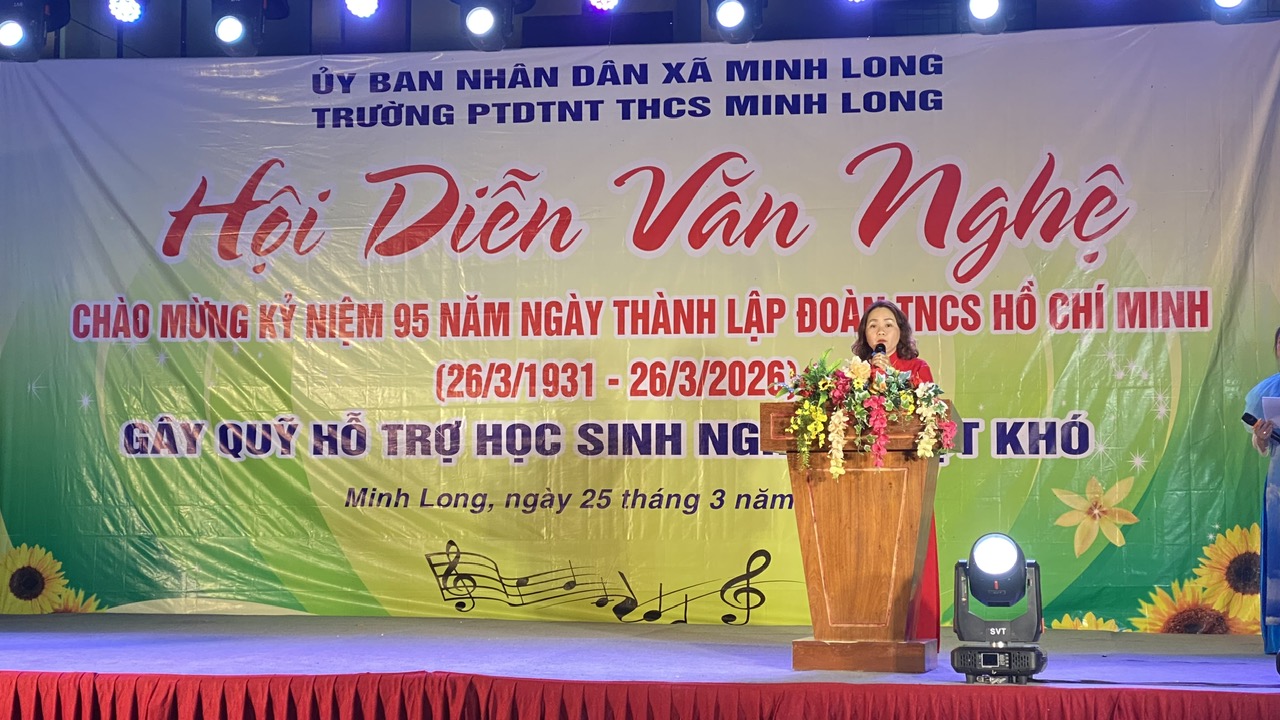 ỦY BAN NHÂN DÂN XÃ MINH LONG
TRƯỜNG PTDTNT THCS MINH LONG
Hội Diễn Văn Nghệ
CHÀO MỪNG KỶ NIỆM 95 NĂM NGÀY THÀNH LẬP ĐOÀN TNCS HỒ CHÍ MINH
(26/3/1931 - 26/3/2026)
GÂY QUỸ HỖ TRỢ HỌC SINH KHÓ
Minh Long, ngày 25 tháng 3 năm
SVT